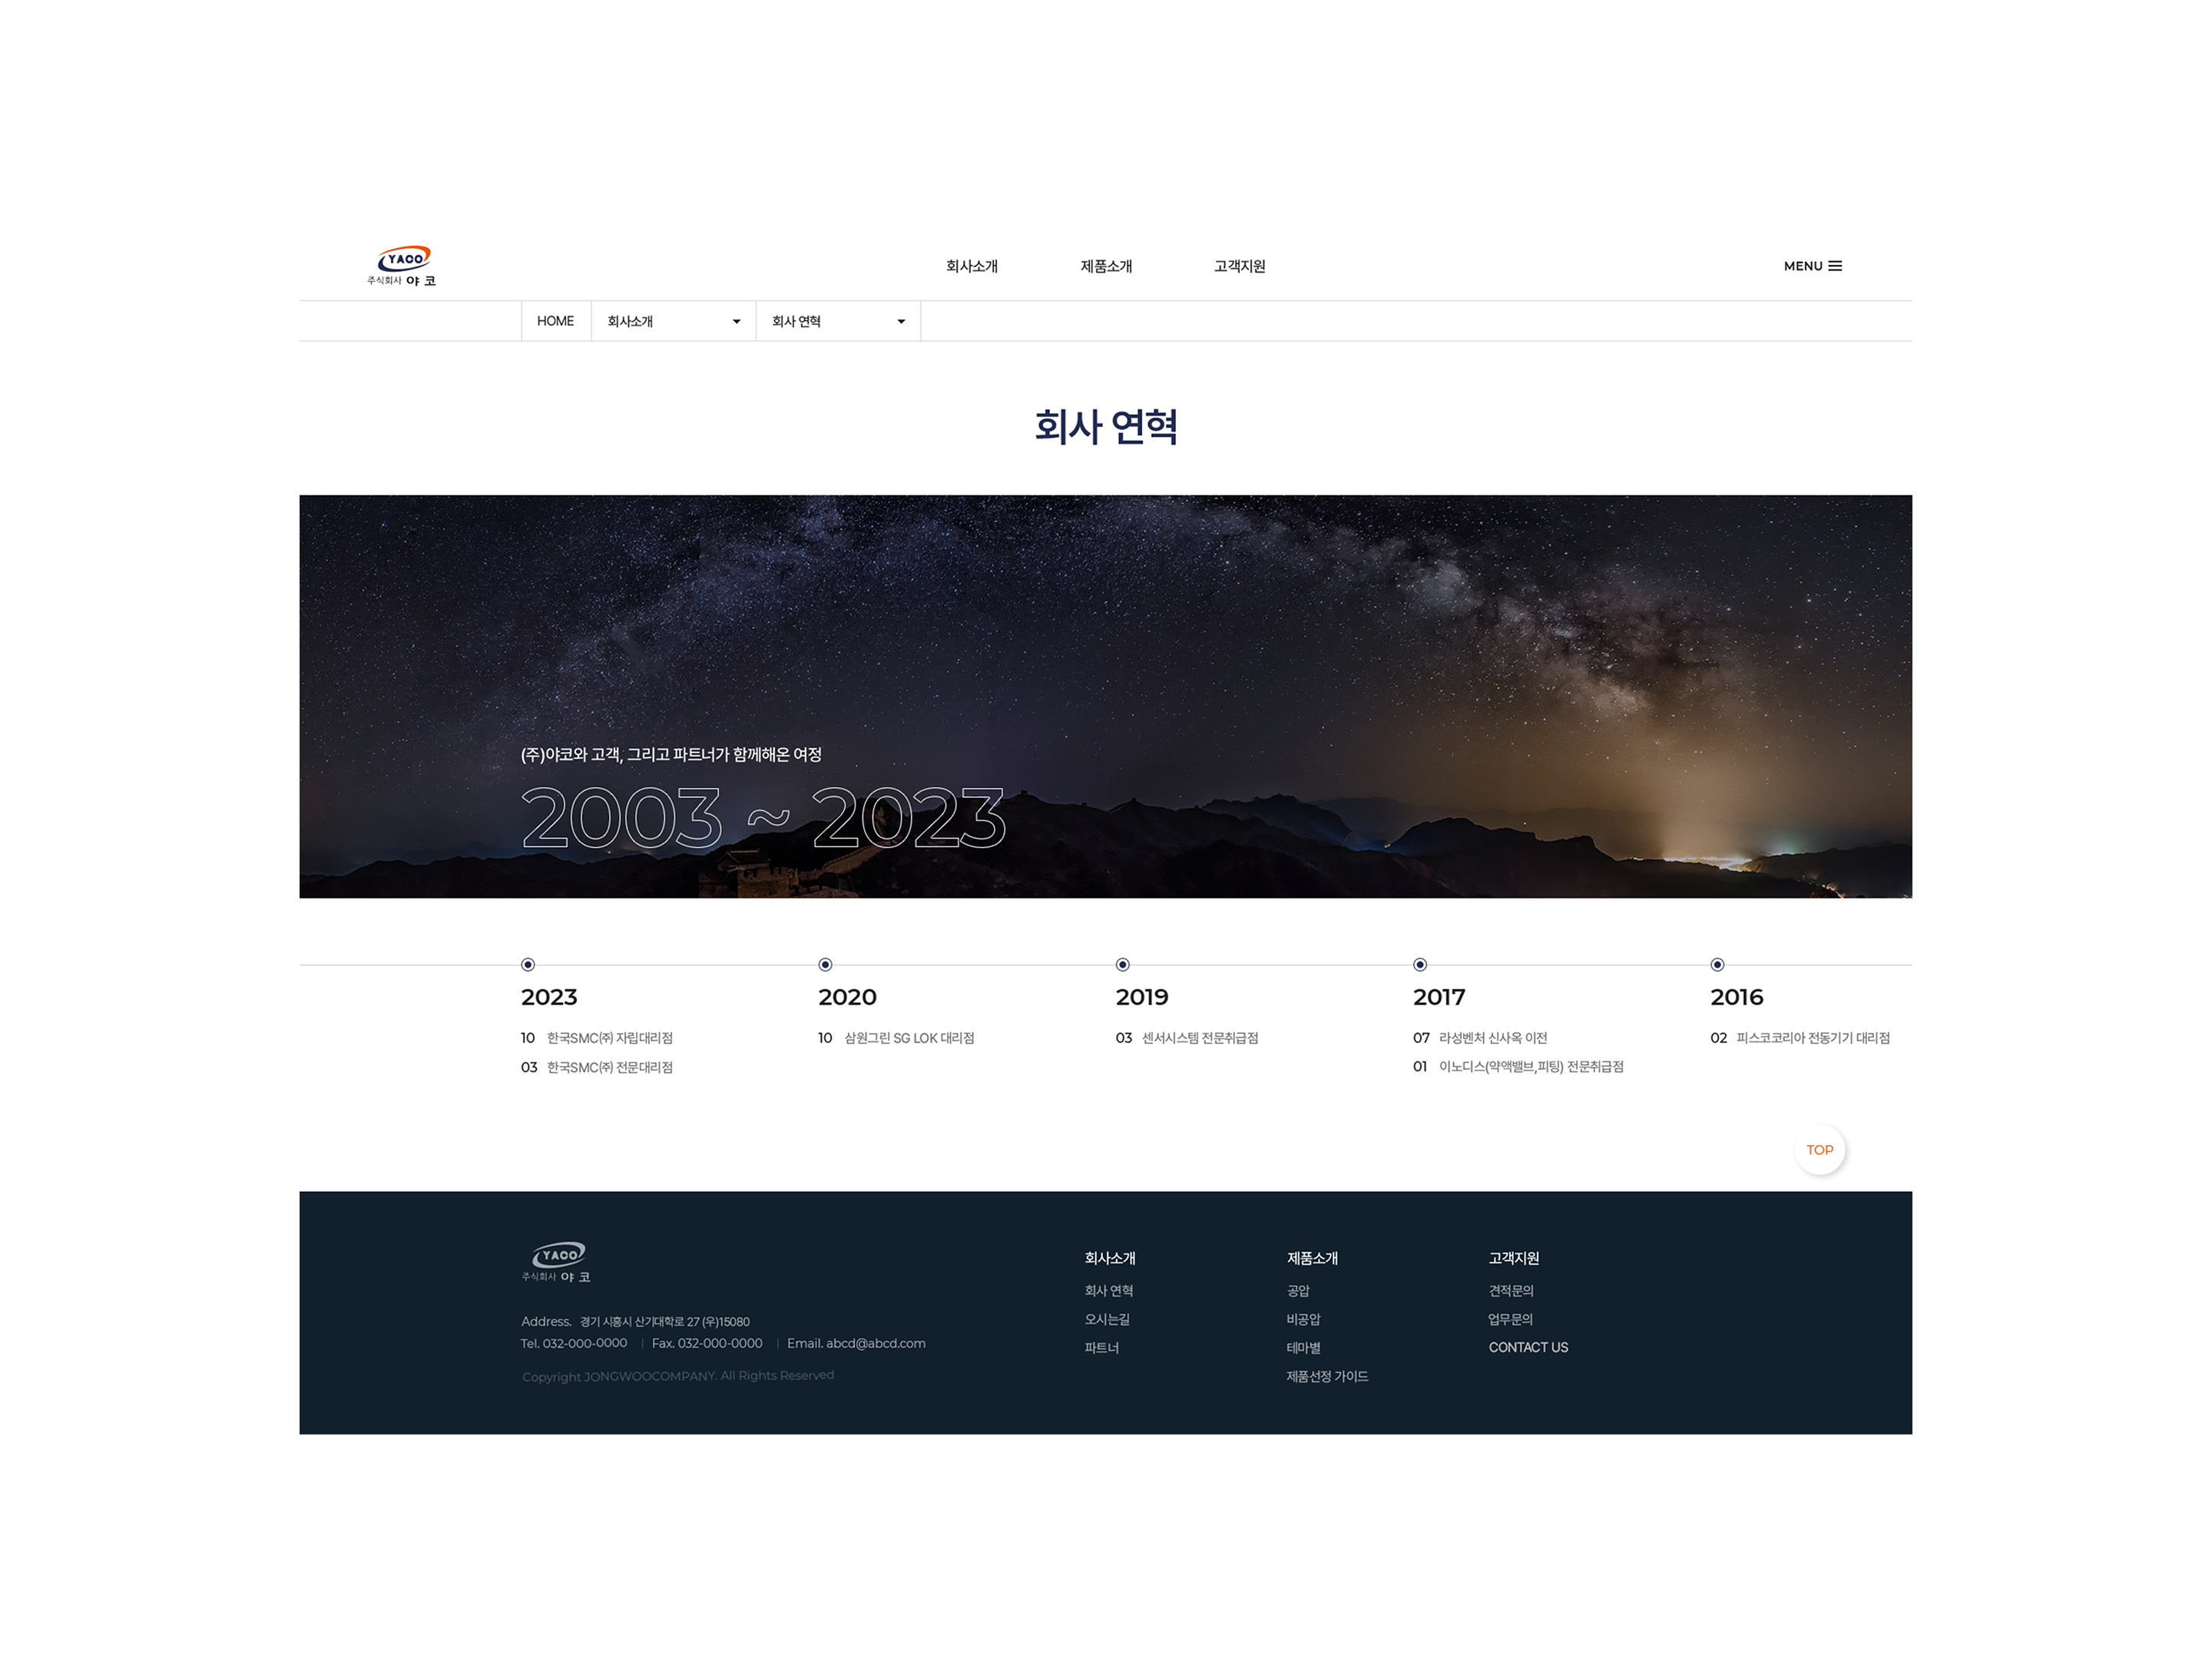 YACO
주식회사 야 코
회사소개 제품소개 고객지원 MENU
HOME 회사소개 회사 연혁
회사 연혁
(주)야코와 고객, 그리고 파트너가 함께해온 여정
2003 ~ 2023
2023
10 한국SMC㈜ 자립대리점
03 한국SMC㈜ 전문대리점
2020
10 삼원그린 SG LOK 대리점
2019
03 센서시스템 전문취급점
2017
07 라성벤처 신사옥 이전
01 이노디스(약액밸브,피팅) 전문취급점
2016
02 피스코코리아 전동기기 대리점
TOP
YACO
주식회사 야 코
Address. 경기 시흥시 산기대학로 27 (우)15080
Tel. 032-000-0000 | Fax. 032-000-0000 | Email. abcd@abcd.com
Copyright JONGWOOCOMPANY. All Rights Reserved
회사소개
회사 연혁
오시는길
파트너
제품소개
공압
비공압
테마별
제품선정 가이드
고객지원
견적문의
업무문의
CONTACT US